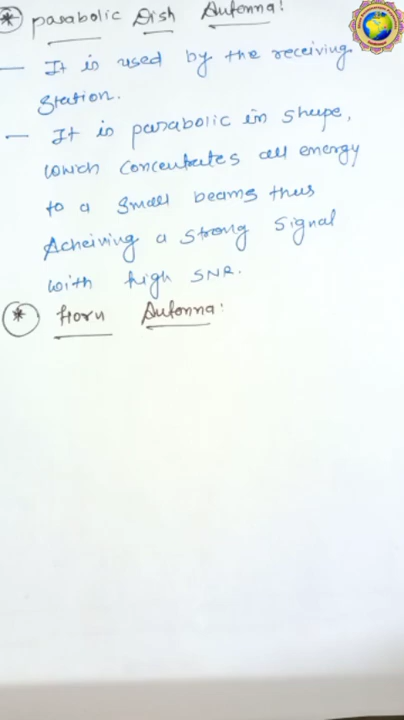 * parabolic Dish Antenna:
— It is used by the receiving
station.
— It is parabolic in shape,
which concentrates all energy
to a small beams thus
Acheiving a strong signal
with high SNR.
* Horn Antenna: